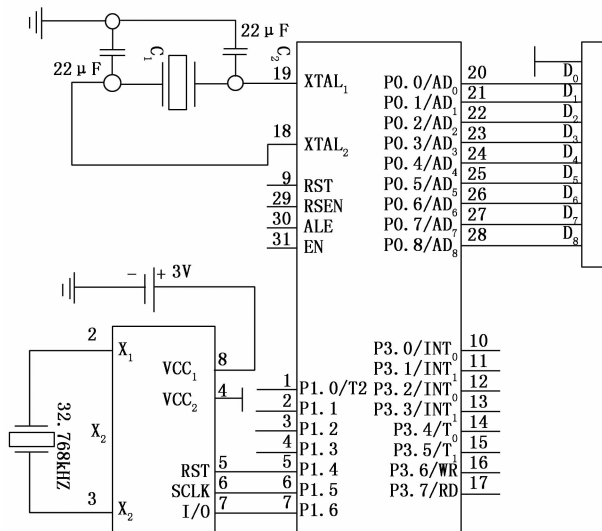 22μF
22μF
C₁
C₂
19 XTAL₁
18 XTAL₂
9 RST
29 RSEN
30 ALE
31 EN
P0.0/AD₀ 20 D₀
P0.1/AD₁ 21 D₁
P0.2/AD₂ 22 D₂
P0.3/AD₃ 23 D₃
P0.4/AD₄ 24 D₄
P0.5/AD₅ 25 D₅
P0.6/AD₆ 26 D₆
P0.7/AD₇ 27 D₇
P0.8/AD₈ 28 D₈
- + 3V
2 X₁
VCC₁ 8
VCC₂ 4
X₂
32.768kHZ
3 X₂
RST 5
SCLK 6
I/O 7
1 P1.0/T2
2 P1.1
3 P1.2
4 P1.3
5 P1.4
6 P1.5
7 P1.6
P3.0/INT₀ 10
P3.1/INT₁ 11
P3.2/INT₀ 12
P3.3/INT₁ 13
P3.4/T₀ 14
P3.5/T₁ 15
P3.6/WR 16
P3.7/RD 17